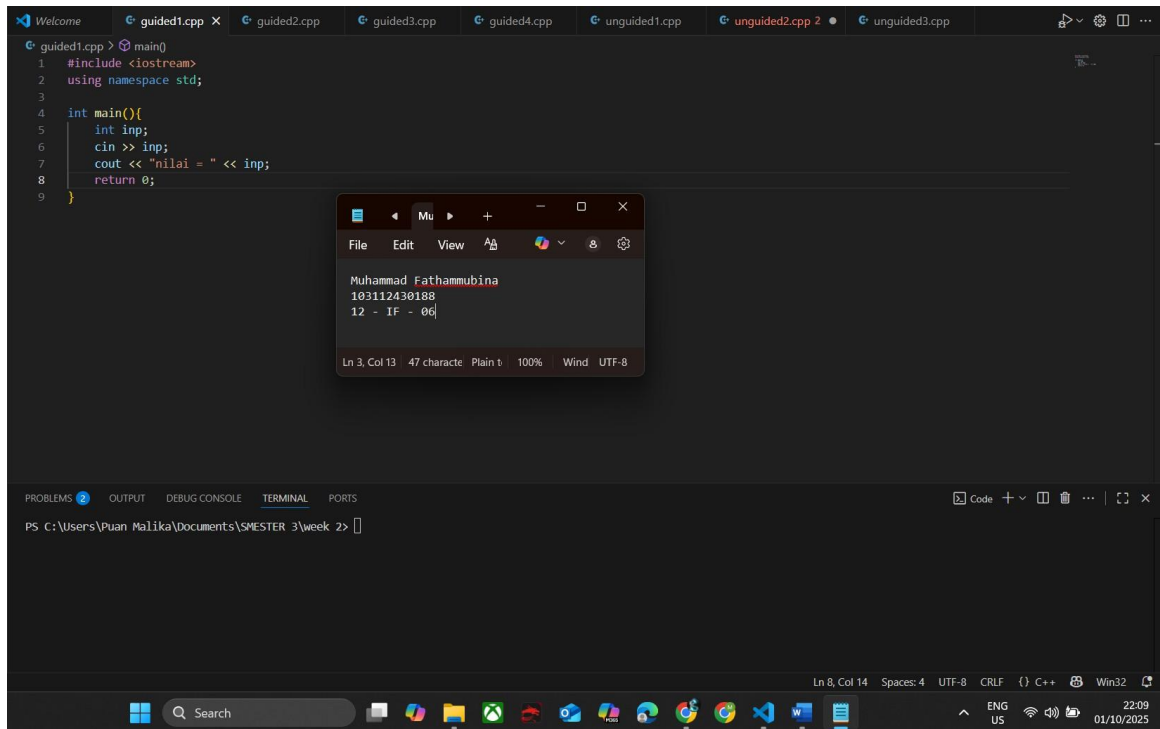 Welcome guided1.cpp guided2.cpp guided3.cpp guided4.cpp unguided1.cpp unguided2.cpp 2 unguided3.cpp
guided1.cpp > main()
1 #include <iostream>
2 using namespace std;
3
4 int main(){
5 int inp;
6 cin >> inp;
7 cout << "nilai = " << inp;
8 return 0;
9 }
Mu
File Edit View
Muhammad Fathammubina
103112430188
12 - IF - 06
Ln 3, Col 13 47 characte Plain t 100% Wind UTF-8
PROBLEMS 2 OUTPUT DEBUG CONSOLE TERMINAL PORTS
Code
PS C:\Users\Puan Malika\Documents\SMESTER 3\week 2>
Ln 8, Col 14 Spaces: 4 UTF-8 CRLF {} C++ Win32
Search
ENG
US
22:09
01/10/2025